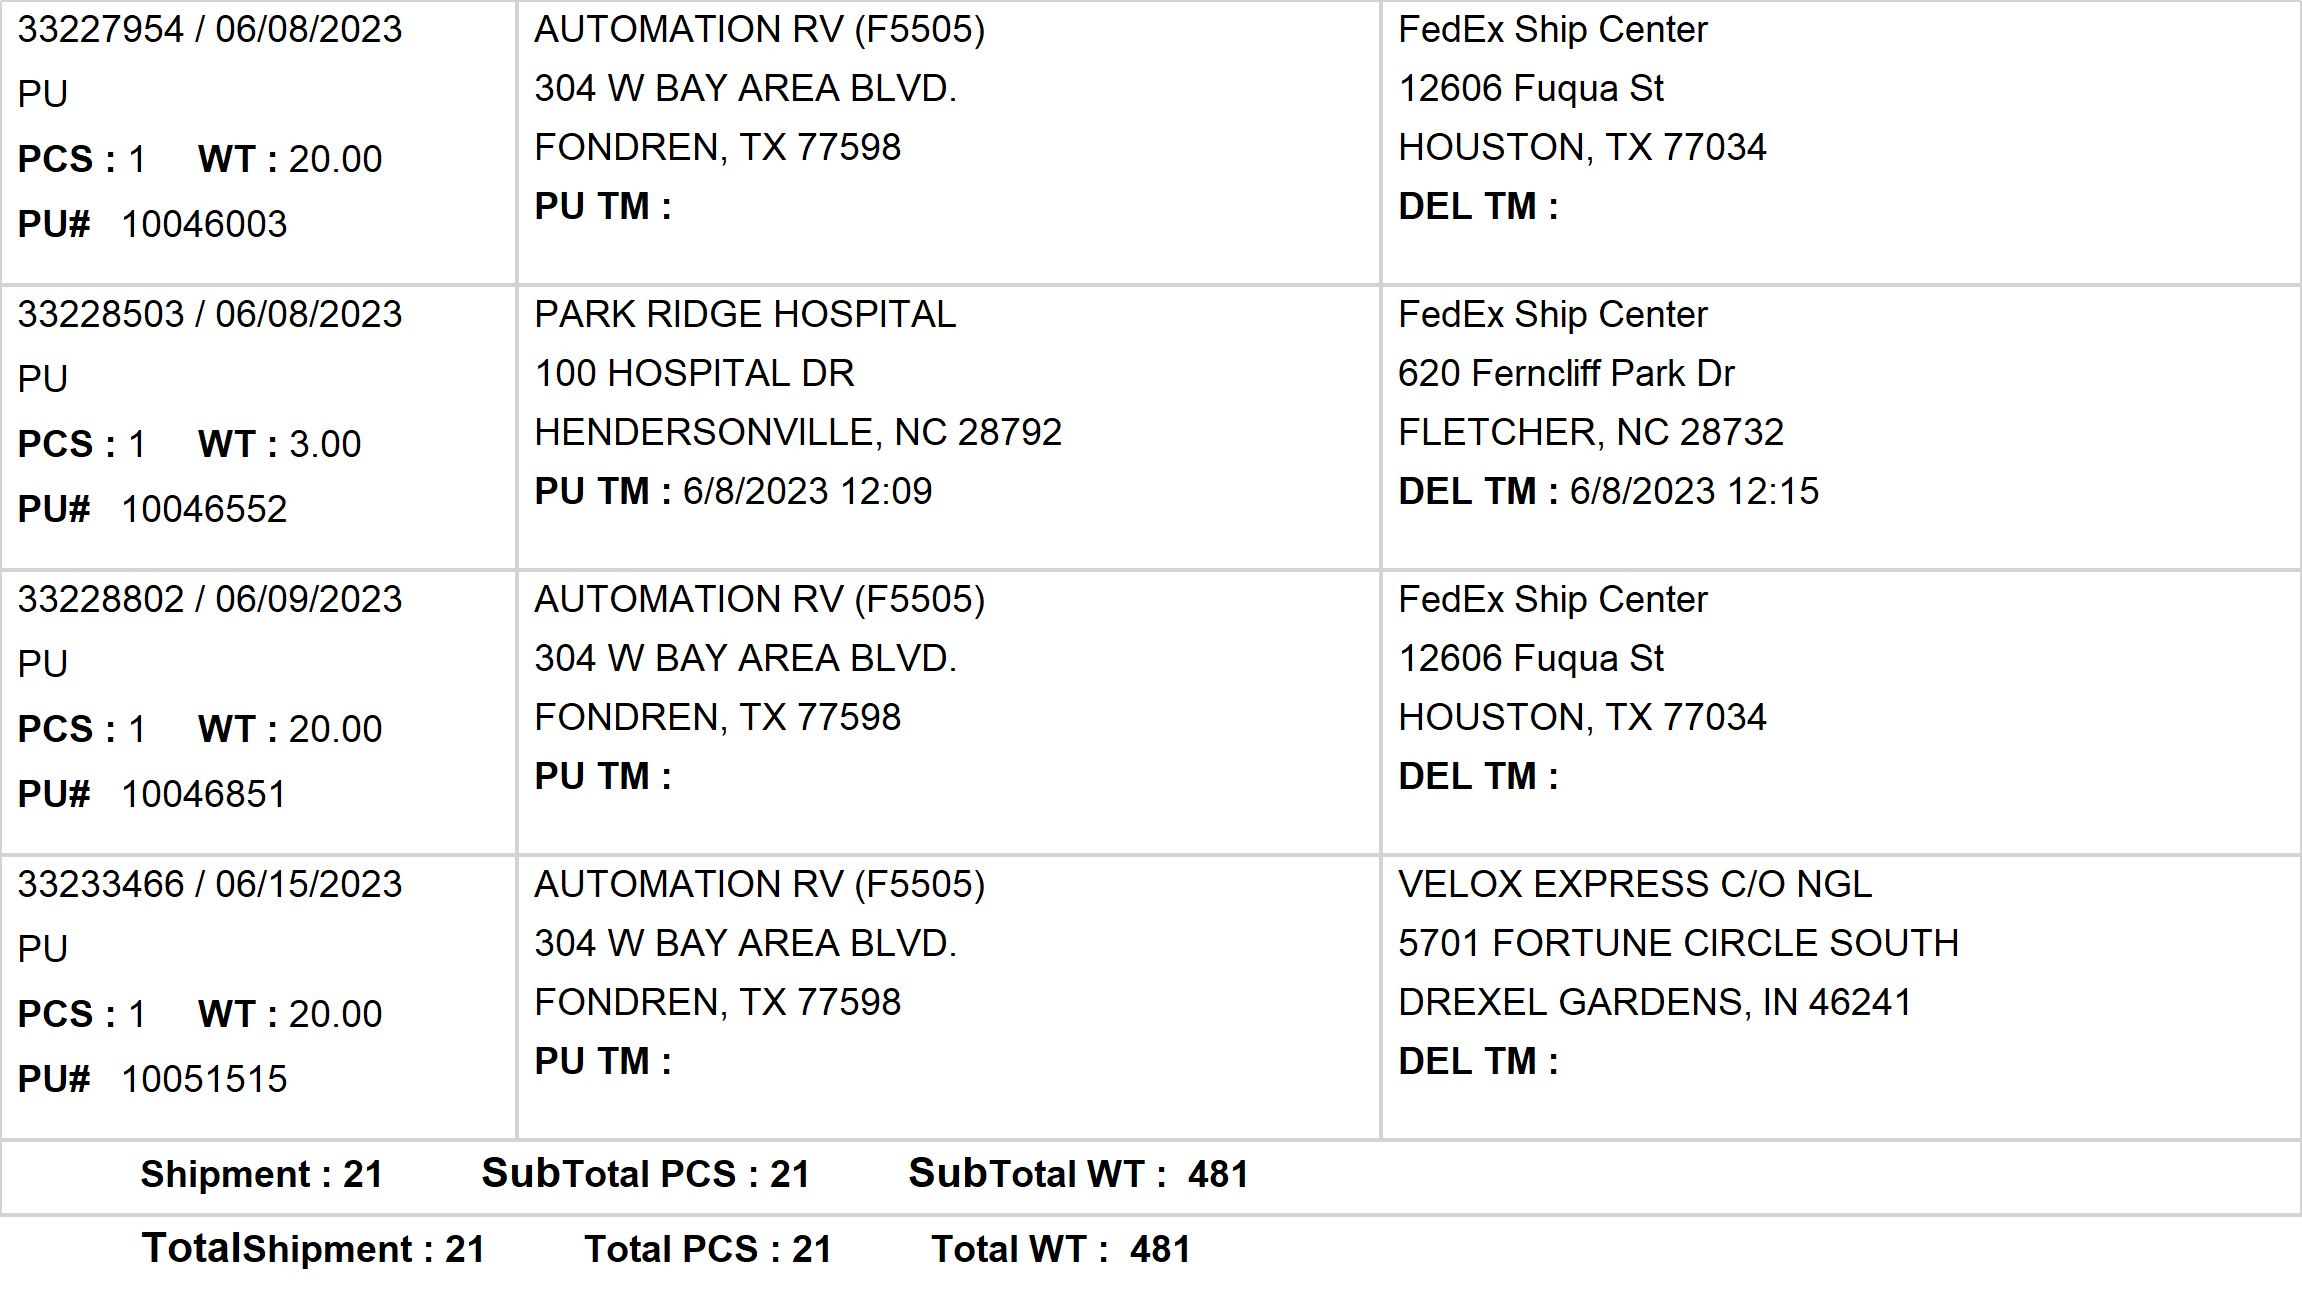 33227954 / 06/08/2023
PU
PCS : 1 WT : 20.00
PU# 10046003
AUTOMATION RV (F5505)
304 W BAY AREA BLVD.
FONDREN, TX 77598
PU TM :
FedEx Ship Center
12606 Fuqua St
HOUSTON, TX 77034
DEL TM :
33228503 / 06/08/2023
PU
PCS : 1 WT : 3.00
PU# 10046552
PARK RIDGE HOSPITAL
100 HOSPITAL DR
HENDERSONVILLE, NC 28792
PU TM : 6/8/2023 12:09
FedEx Ship Center
620 Ferncliff Park Dr
FLETCHER, NC 28732
DEL TM : 6/8/2023 12:15
33228802 / 06/09/2023
PU
PCS : 1 WT : 20.00
PU# 10046851
AUTOMATION RV (F5505)
304 W BAY AREA BLVD.
FONDREN, TX 77598
PU TM :
FedEx Ship Center
12606 Fuqua St
HOUSTON, TX 77034
DEL TM :
33233466 / 06/15/2023
PU
PCS : 1 WT : 20.00
PU# 10051515
AUTOMATION RV (F5505)
304 W BAY AREA BLVD.
FONDREN, TX 77598
PU TM :
VELOX EXPRESS C/O NGL
5701 FORTUNE CIRCLE SOUTH
DREXEL GARDENS, IN 46241
DEL TM :
Shipment : 21 SubTotal PCS : 21 SubTotal WT : 481
TotalShipment : 21 Total PCS : 21 Total WT : 481